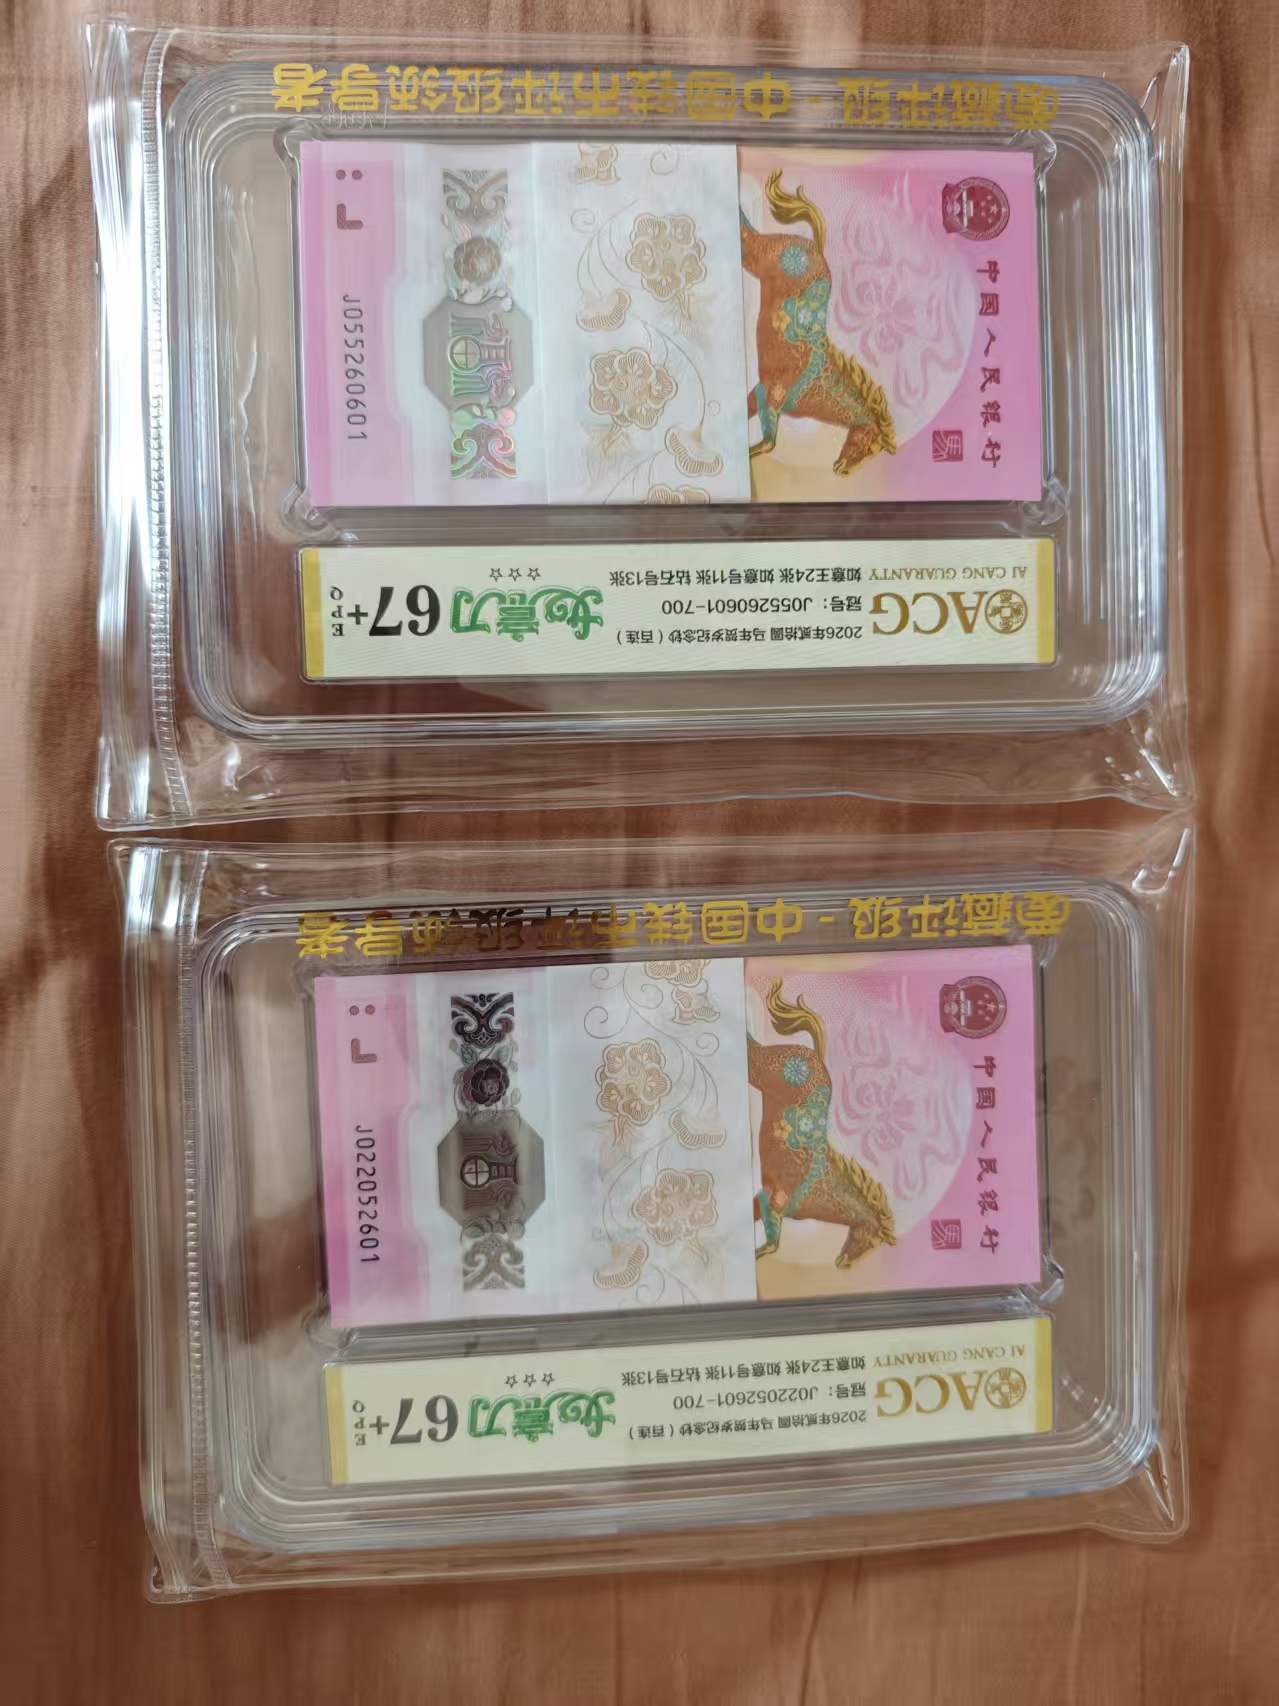 爱藏评级 - 中国钱币评级领导者
中国人民银行
马
J055260601
ACG
AI CANG GUARANTY
2026年贰拾圆 马年贺岁纪念钞（百连）
冠号：J055260601-700
如意王24张 如意号11张 钻石号13张
如意刀
☆☆☆
67+
EPQ
爱藏评级 - 中国钱币评级领导者
中国人民银行
马
J022052601
ACG
AI CANG GUARANTY
2026年贰拾圆 马年贺岁纪念钞（百连）
冠号：J022052601-700
如意王24张 如意号11张 钻石号13张
如意刀
☆☆☆
67+
EPQ